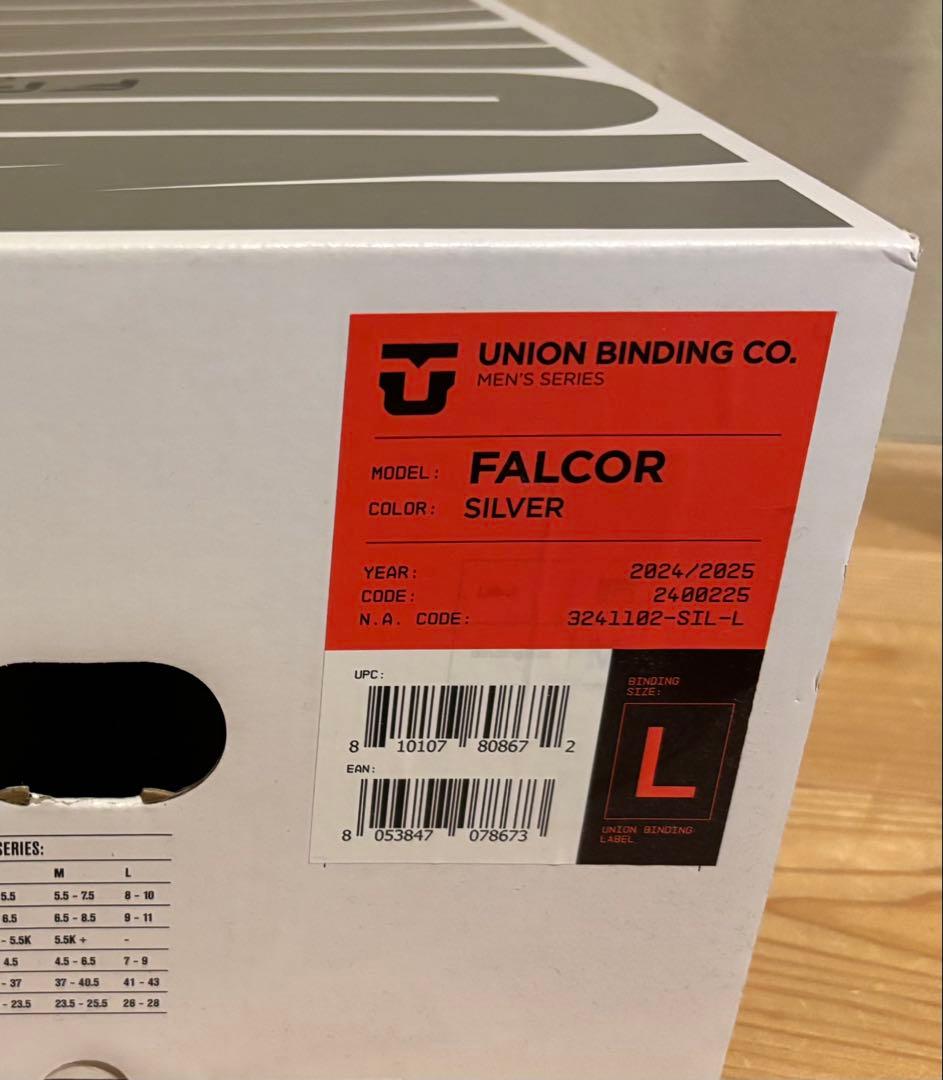 UNION BINDING CO.
MEN'S SERIES
MODEL: FALCOR
COLOR: SILVER
YEAR: 2024/2025
CODE: 2400225
N.A. CODE: 3241102-SIL-L
UPC:
8 10107 80867 2
EAN:
8 053847 078673
BINDING
SIZE:
L
UNION BINDING
LABEL
SERIES:
M L
5.5 5.5 - 7.5 8 - 10
6.5 6.5 - 8.5 9 - 11
- 5.5K 5.5K + -
4.5 4.5 - 6.5 7 - 9
- 37 37 - 40.5 41 - 43
- 23.5 23.5 - 25.5 26 - 28